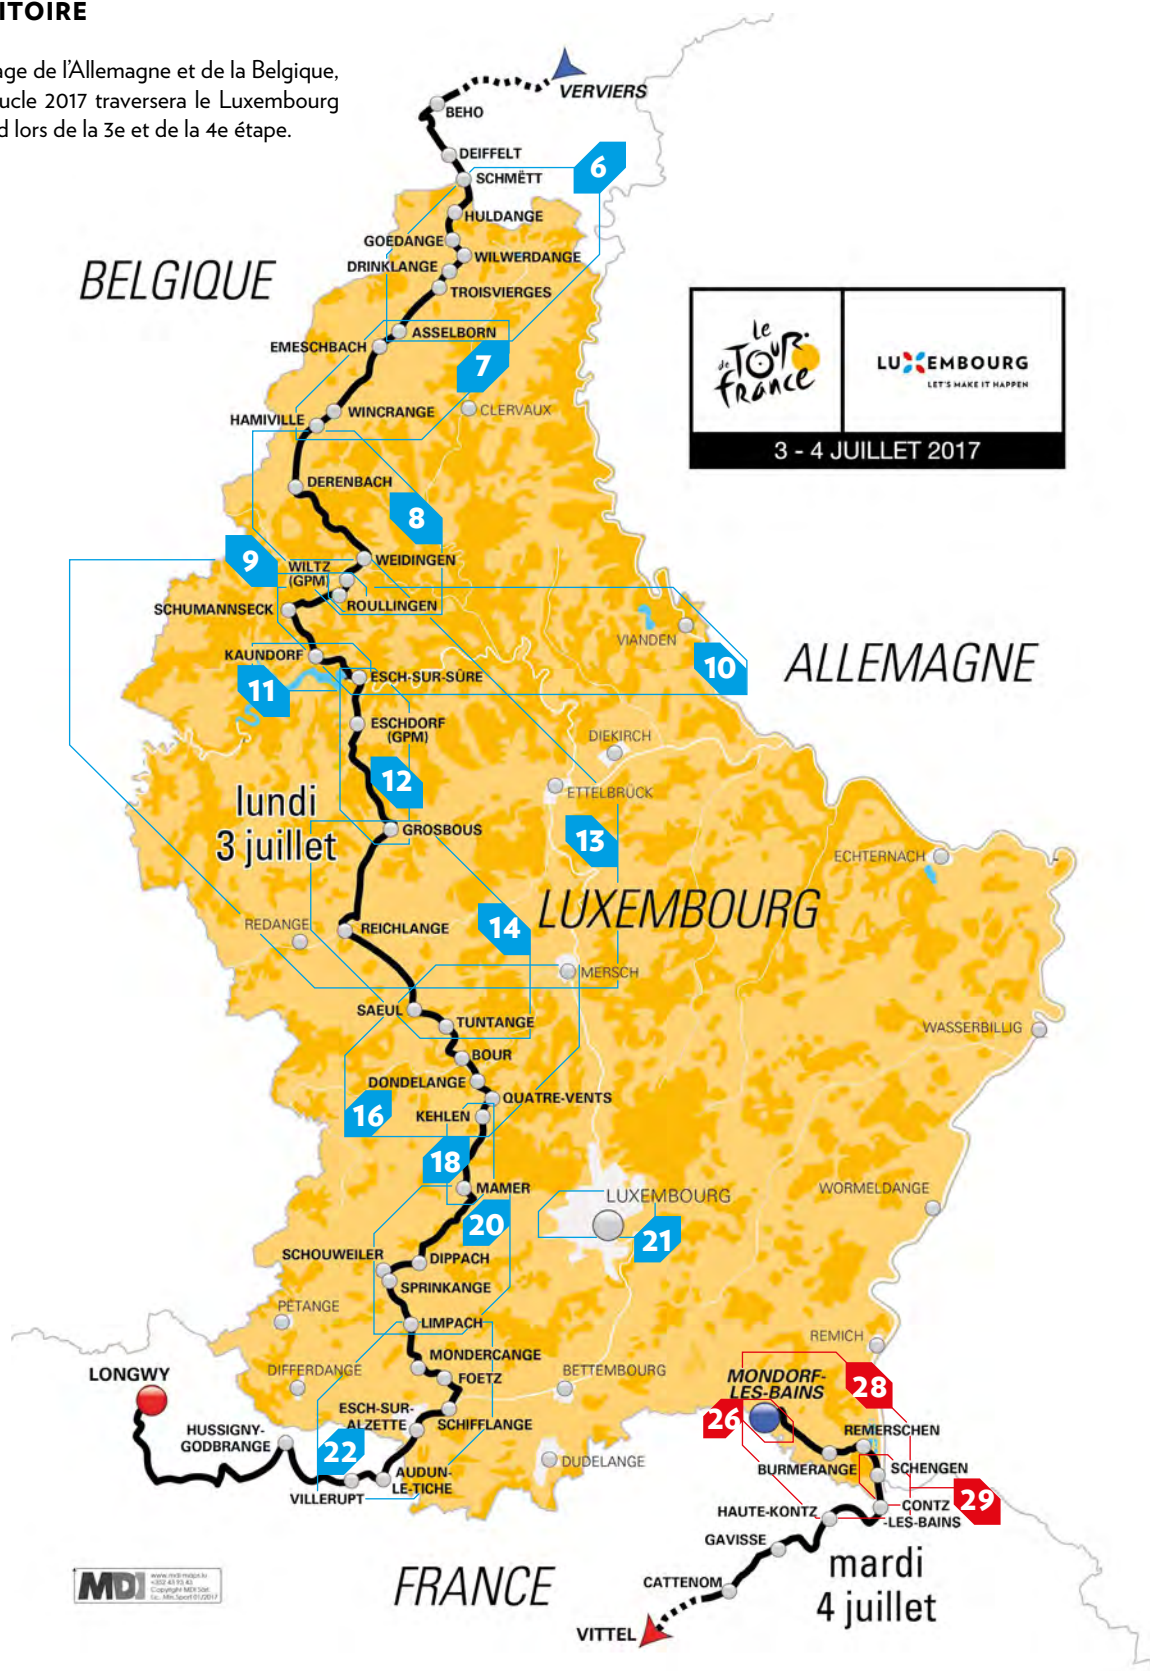 ITOIRE
age de l'Allemagne et de la Belgique,
ucle 2017 traversera le Luxembourg
d lors de la 3e et de la 4e étape.
VERVIERS
BEHO
DEIFFELT
6
SCHMËTT
HULDANGE
GOEDANGE
WILWERDANGE
DRINKLANGE
TROISVIERGES
BELGIQUE
ASSELBORN
EMESCHBACH
7
Le
TOUR
de
france
LUXEMBOURG
LET'S MAKE IT HAPPEN
3 - 4 JUILLET 2017
WINCRANGE
CLERVAUX
HAMIVILLE
DERENBACH
8
9
WEIDINGEN
WILTZ
(GPM)
ROULLINGEN
SCHUMANNSECK
VIANDEN
KAUNDORF
10
ALLEMAGNE
11
ESCH-SUR-SÛRE
ESCHDORF
(GPM)
DIEKIRCH
12
ETTELBRÜCK
lundi
3 juillet
GROSBOUS
13
ECHTERNACH
LUXEMBOURG
REDANGE
REICHLANGE
14
MERSCH
SAEUL
TUNTANGE
WASSERBILLIG
BOUR
DONDELANGE
QUATRE-VENTS
16
KEHLEN
18
MAMER
LUXEMBOURG
WORMELDANGE
20
21
SCHOUWEILER
DIPPACH
SPRINKANGE
PÉTANGE
LIMPACH
REMICH
MONDERCANGE
LONGWY
DIFFERDANGE
FOETZ
BETTEMBOURG
MONDORF-
LES-BAINS
28
26
ESCH-SUR-
ALZETTE
SCHIFFLANGE
HUSSIGNY-
GODBRANGE
REMERSCHEN
22
DUDELANGE
BURMERANGE
SCHENGEN
AUDUN-
LE-TICHE
VILLERUPT
29
HAUTE-KONTZ
CONTZ
-LES-BAINS
GAVISSE
mardi
4 juillet
CATTENOM
FRANCE
VITTEL
MDI
www.mdi-maps.lu